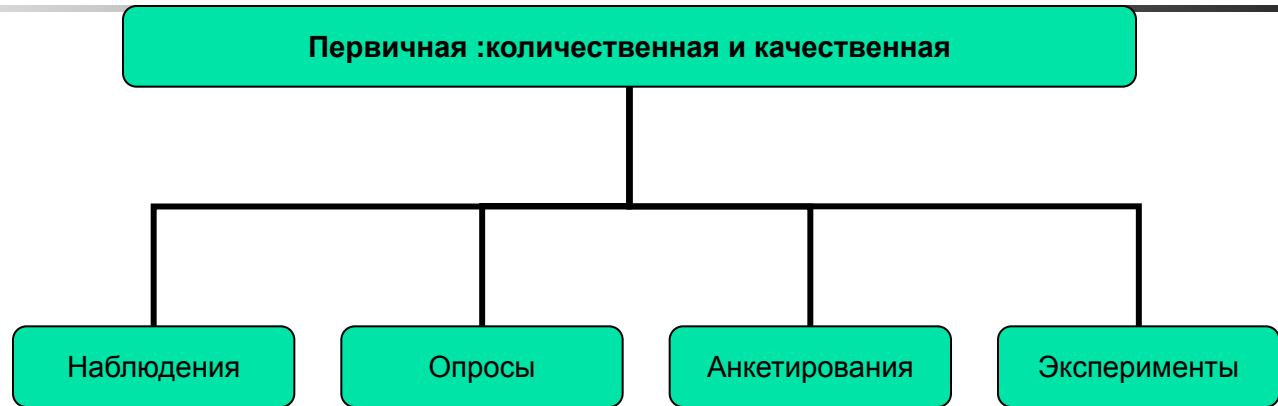 Первичная :количественная и качественная
Наблюдения
Опросы
Анкетирования
Эксперименты